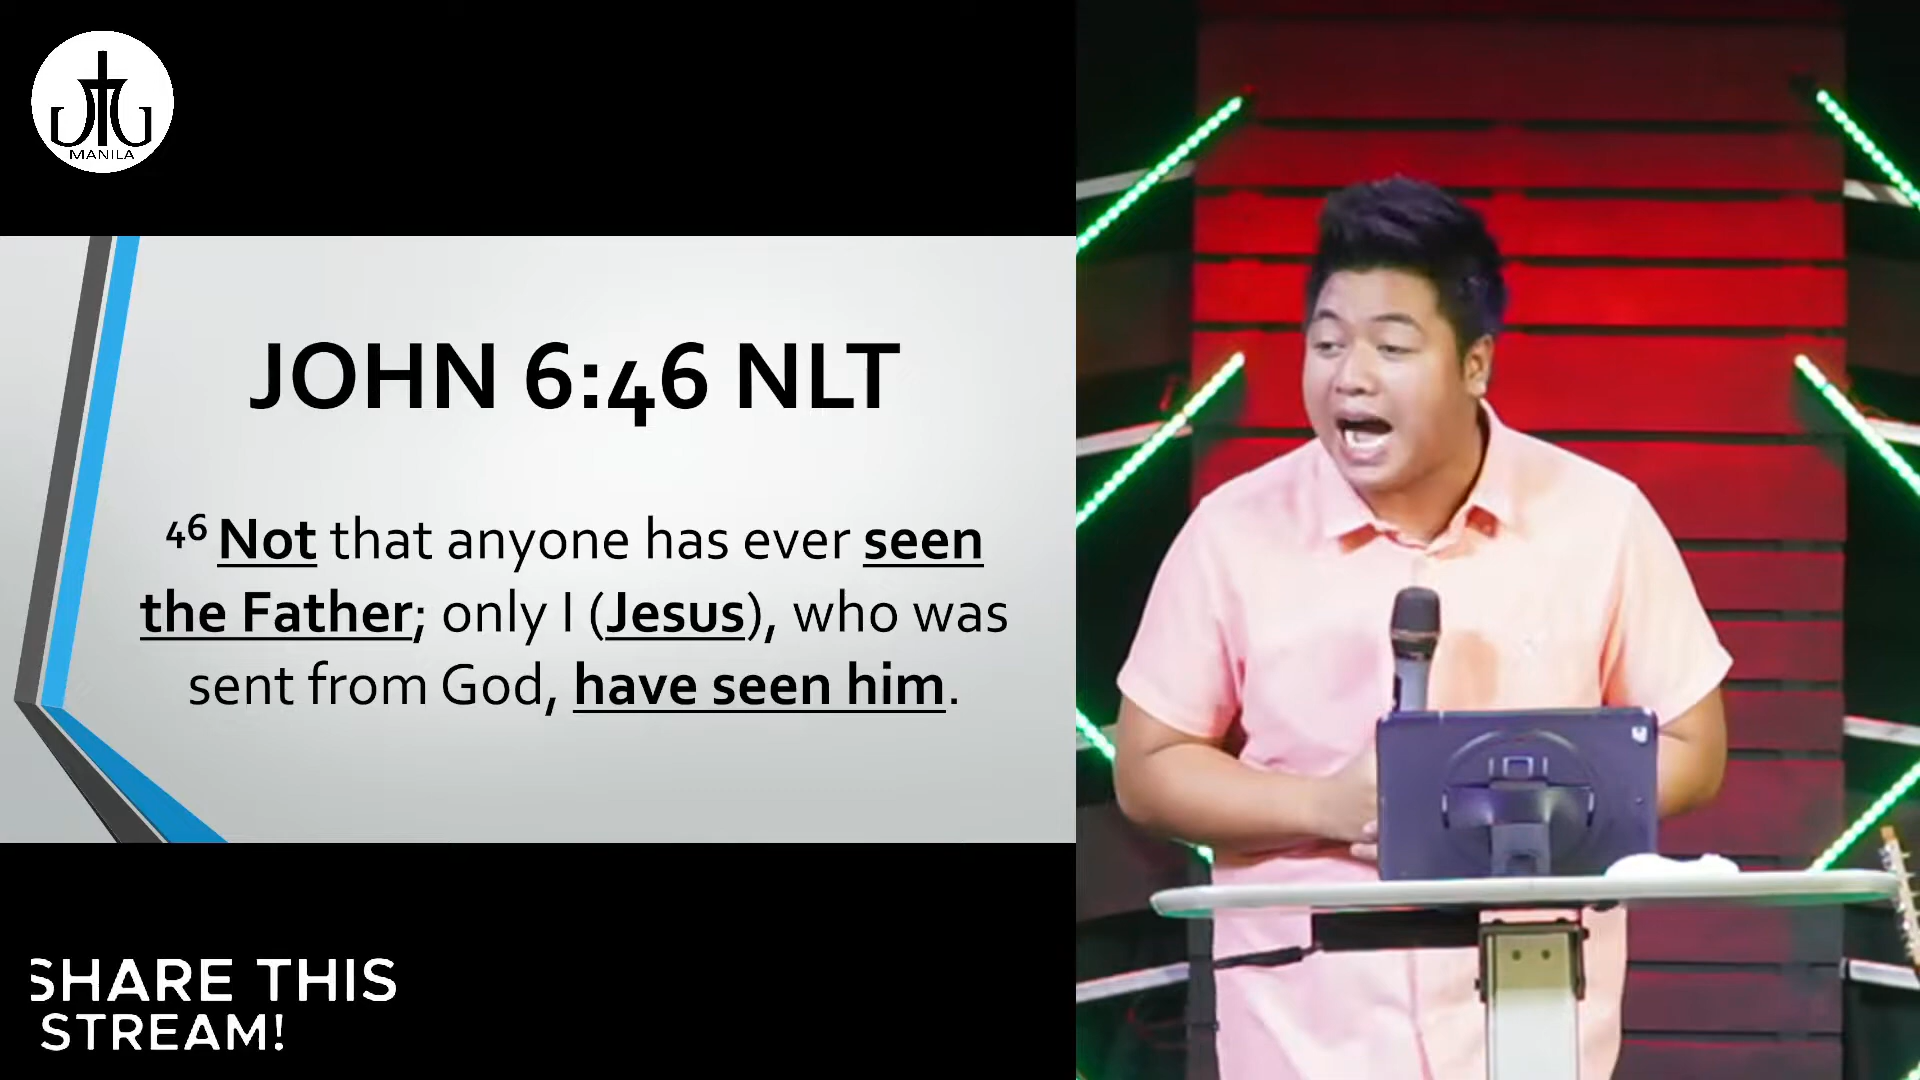 MANILA
JOHN 6:46 NLT
46 Not that anyone has ever seen
the Father; only I (Jesus), who was
sent from God, have seen him.
SHARE THIS
STREAM!